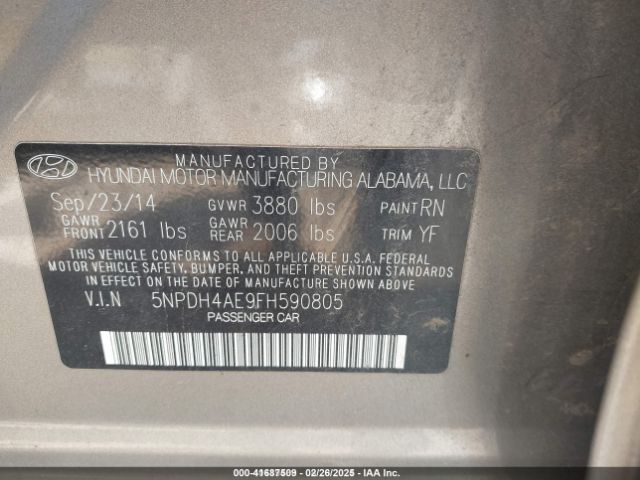 MANUFACTURED BY
HYUNDAI MOTOR MANUFACTURING ALABAMA, LLC
Sep/23/14 GVWR 3880 lbs PAINT RN
GAWR FRONT 2161 lbs GAWR REAR 2006 lbs TRIM YF
THIS VEHICLE CONFORMS TO ALL APPLICABLE U.S.A. FEDERAL
MOTOR VEHICLE SAFETY, BUMPER, AND THEFT PREVENTION
STANDARDS IN EFFECT ON THE DATE OF
MANUFACTURE SHOWN ABOVE.
V.I.N 5NPDH4AE9FH590805
PASSENGER CAR
000-41687509 - 02/26/2025 - IAA Holdings, LLC